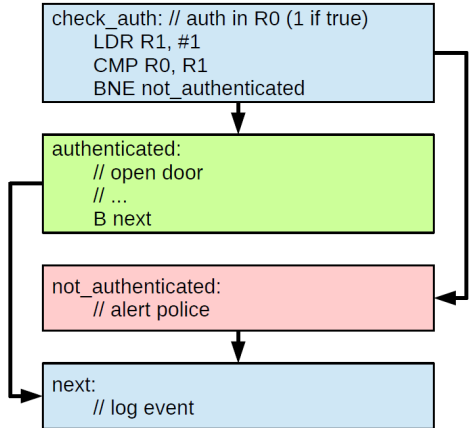 check_auth: // auth in R0 (1 if true)
LDR R1, #1
CMP R0, R1
BNE not_authenticated
authenticated:
// open door
// ...
B next
not_authenticated:
// alert police
next:
// log event